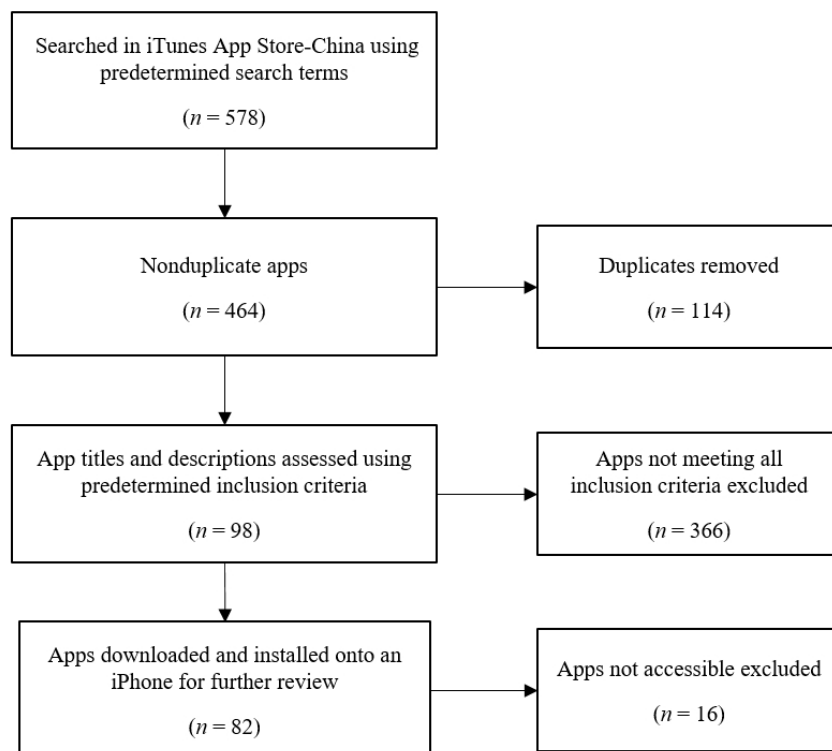 Searched in iTunes App Store-China using
predetermined search terms
(n = 578)
Nonduplicate apps
(n = 464)
Duplicates removed
(n = 114)
App titles and descriptions assessed using
predetermined inclusion criteria
(n = 98)
Apps not meeting all
inclusion criteria excluded
(n = 366)
Apps downloaded and installed onto an
iPhone for further review
(n = 82)
Apps not accessible excluded
(n = 16)